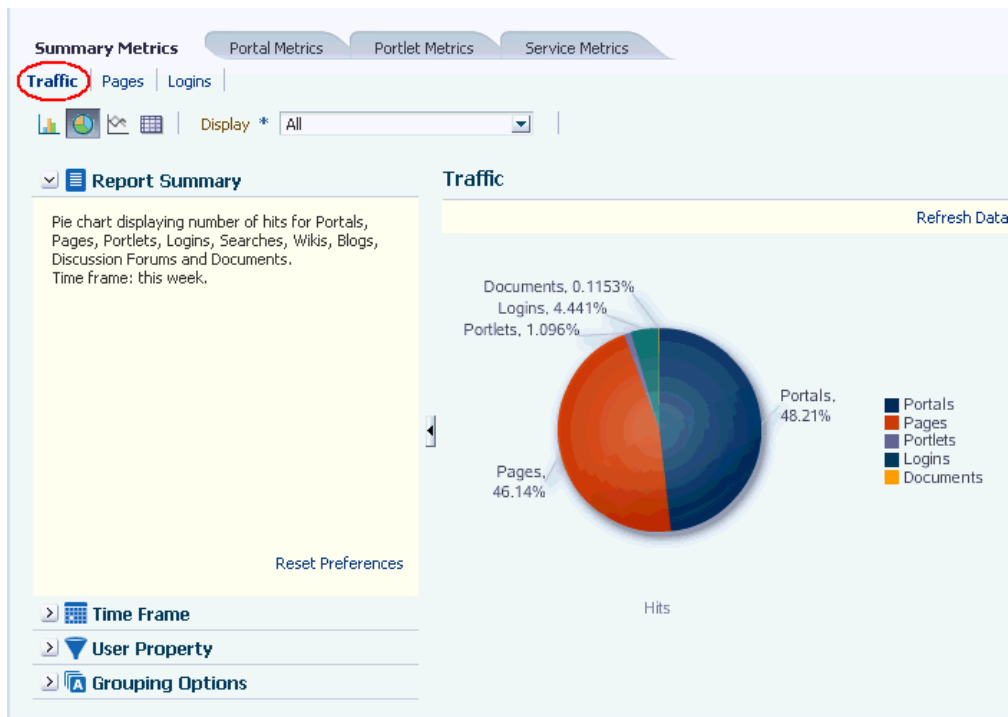 Summary Metrics
Portal Metrics
Portlet Metrics
Service Metrics
Traffic
Pages
Logins
Display * All
Report Summary
Pie chart displaying number of hits for Portals,
Pages, Portlets, Logins, Searches, Wikis, Blogs,
Discussion Forums and Documents.
Time frame: this week.
Reset Preferences
Time Frame
User Property
A
Grouping Options
Traffic
Refresh Data
Documents, 0.1153%
Logins, 4.441%
Portlets, 1.096%
Portals,
48.21%
Pages,
46.14%
Portals
Pages
Portlets
Logins
Documents
Hits